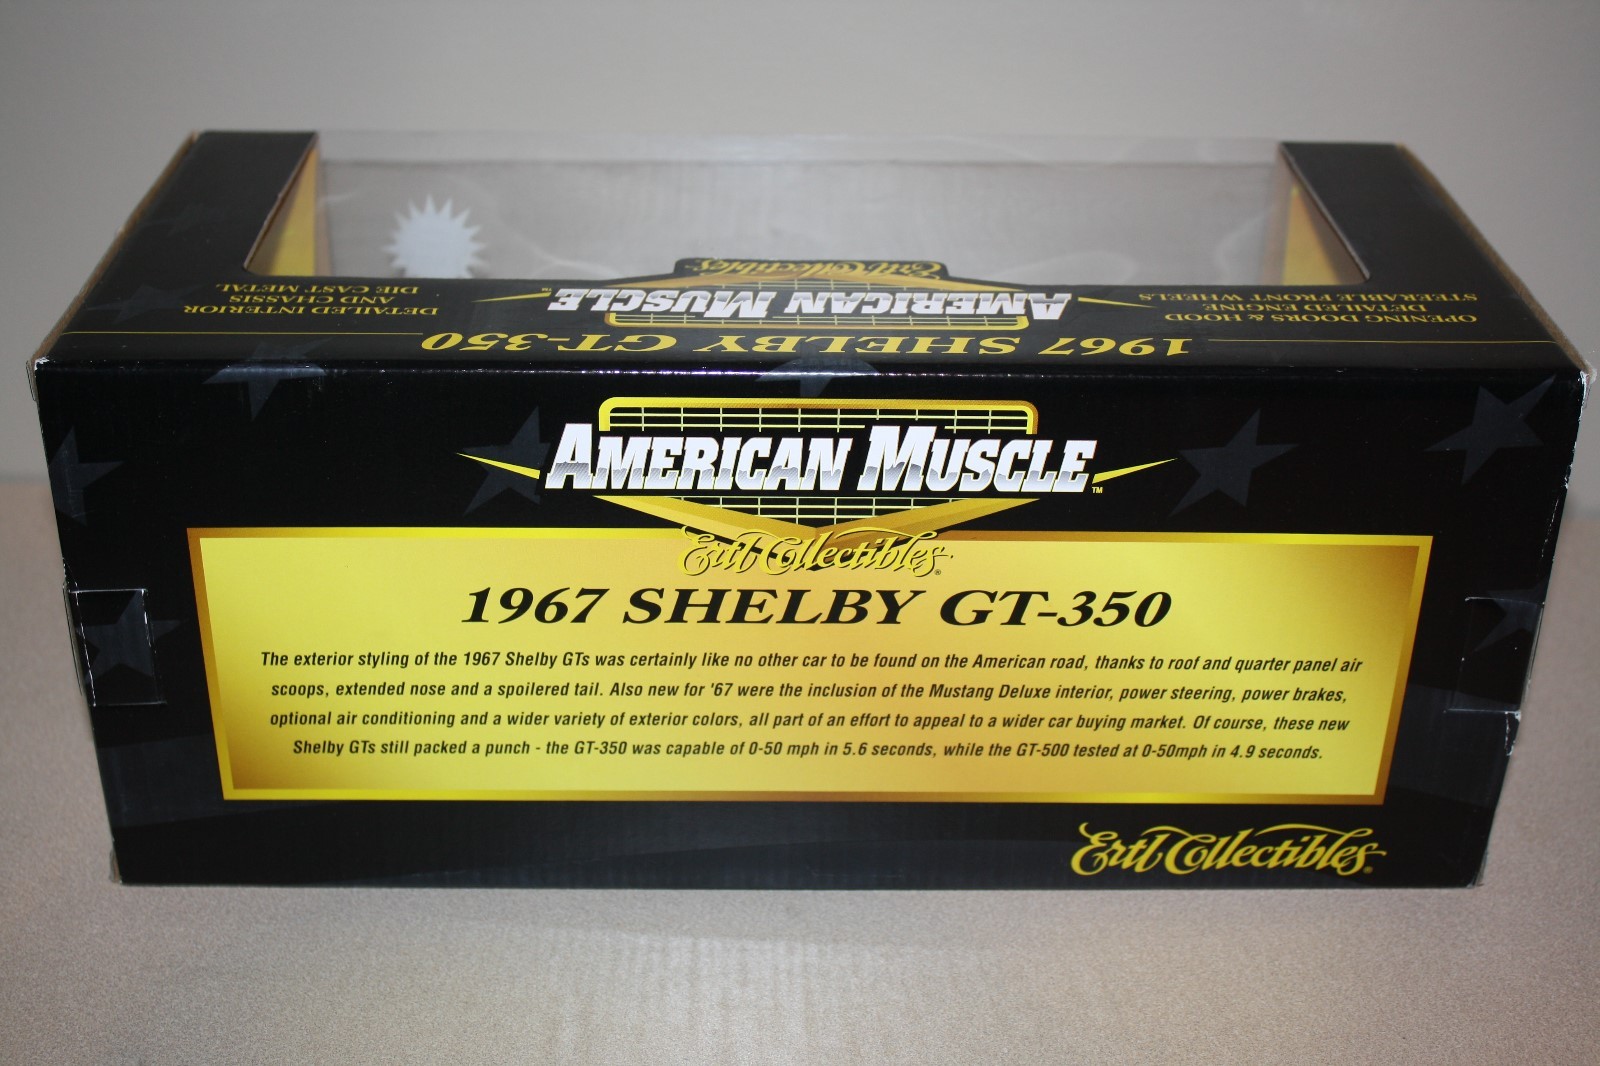 Ertl Collectibles
AMERICAN MUSCLE™
1967 SHELBY GT-350
OPENING DOORS & HOOD
DETAILED ENGINE
STEERABLE FRONT WHEELS
DETAILED INTERIOR
AND CHASSIS
DIE CAST METAL
AMERICAN MUSCLE™
Ertl Collectibles®
1967 SHELBY GT-350
The exterior styling of the 1967 Shelby GTs was certainly like no other car to be found on the American road, thanks to roof and quarter panel air
scoops, extended nose and a spoilered tail. Also new for '67 were the inclusion of the Mustang Deluxe interior, power steering, power brakes,
optional air conditioning and a wider variety of exterior colors, all part of an effort to appeal to a wider car buying market. Of course, these new
Shelby GTs still packed a punch - the GT-350 was capable of 0-50 mph in 5.6 seconds, while the GT-500 tested at 0-50mph in 4.9 seconds.
Ertl Collectibles®